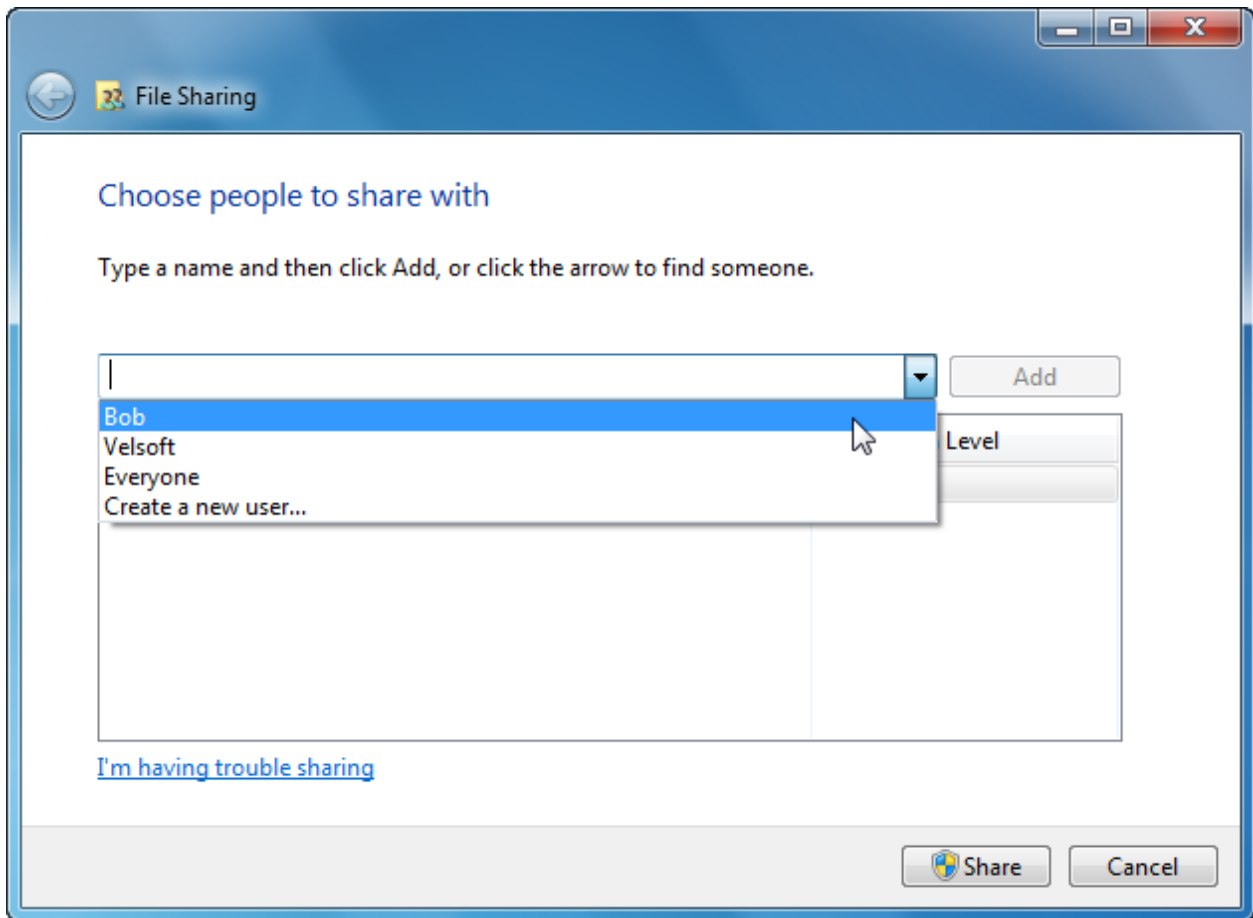 File Sharing
Choose people to share with
Type a name and then click Add, or click the arrow to find someone.
Add
Bob
Velsoft
Everyone
Create a new user...
Level
I'm having trouble sharing
Share
Cancel